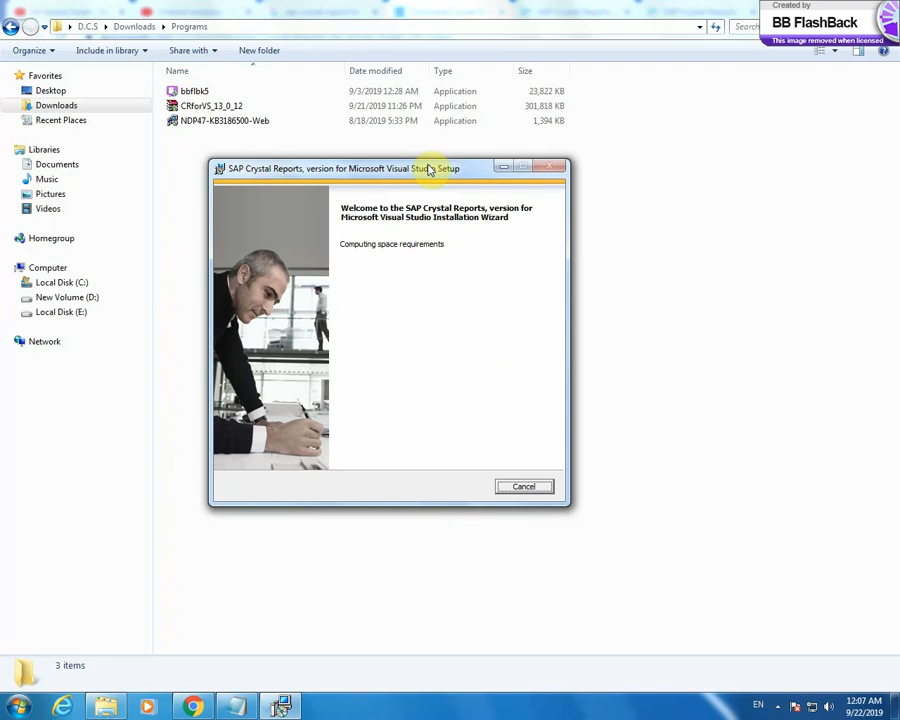 Created by
BB FlashBack
This image removed when licensed
D.C.S ▸ Downloads ▸ Programs
Organize
Include in library
Share with
New folder
Name
Date modified
Type
Size
Favorites
Desktop
Downloads
Recent Places
Libraries
Documents
Music
Pictures
Videos
Homegroup
Computer
Local Disk (C:)
New Volume (D:)
Local Disk (E:)
Network
bbflbk5 9/3/2019 12:28 AM Application 23,822 KB
CRforVS_13_0_12 9/21/2019 11:26 PM Application 301,818 KB
NDP47-KB3186500-Web 8/18/2019 5:33 PM Application 1,394 KB
SAP Crystal Reports, version for Microsoft Visual Studio Setup
Welcome to the SAP Crystal Reports, version for
Microsoft Visual Studio Installation Wizard
Computing space requirements
Cancel
3 items
EN
12:07 AM
9/22/2019